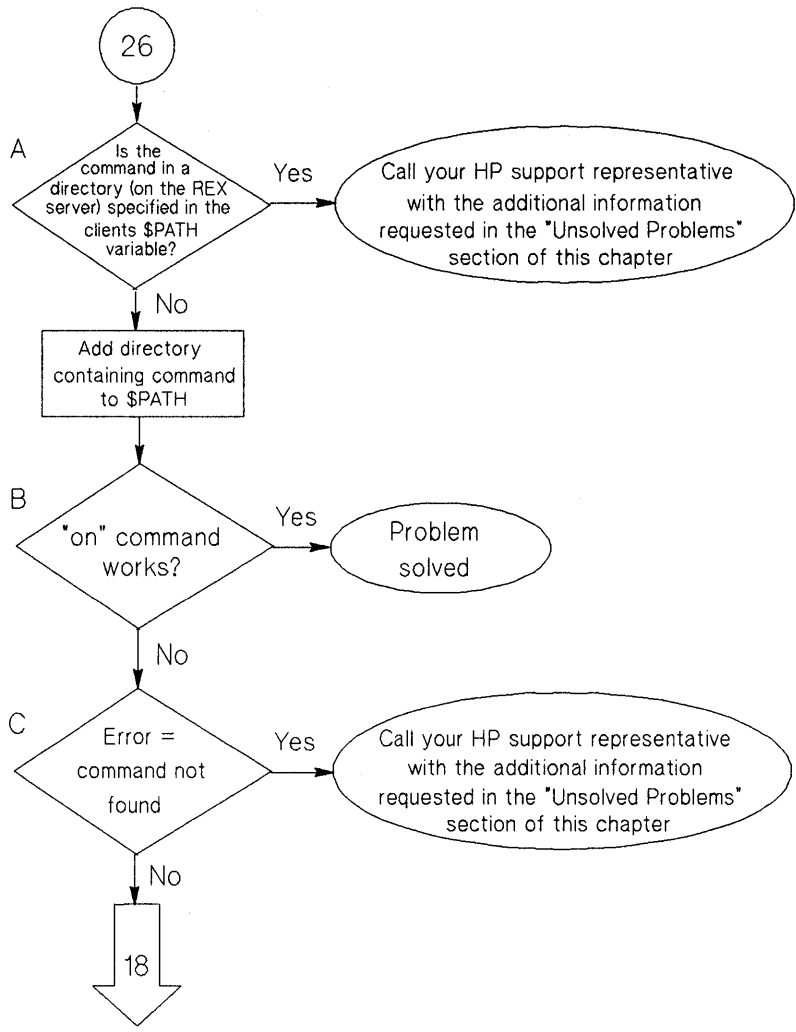 26
A
Is the
command in a
directory (on the REX
server) specified in the
clients $PATH
variable?
Yes
Call your HP support representative
with the additional information
requested in the "Unsolved Problems"
section of this chapter
No
Add directory
containing command
to $PATH
B
"on" command
works?
Yes
Problem
solved
No
C
Error =
command not
found
Yes
Call your HP support representative
with the additional information
requested in the "Unsolved Problems"
section of this chapter
No
18